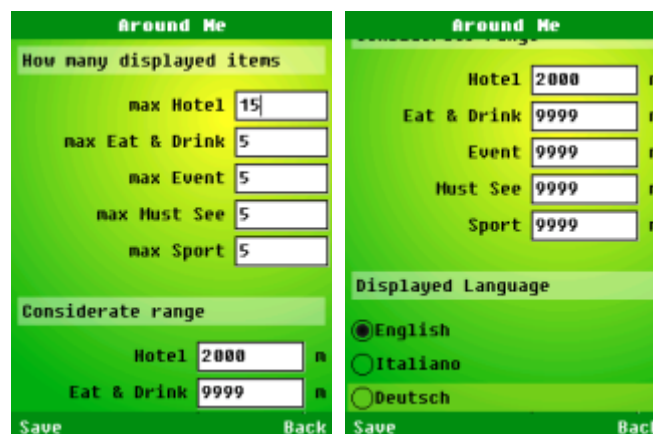 Around Me
How many displayed items
max Hotel 15
max Eat & Drink 5
max Event 5
max Must See 5
max Sport 5
Considerate range
Hotel 2000 m
Eat & Drink 9999 m
Save Back
Around Me
Hotel 2000
Eat & Drink 9999
Event 9999
Must See 9999
Sport 9999
Displayed Language
English
Italiano
Deutsch
Save Back